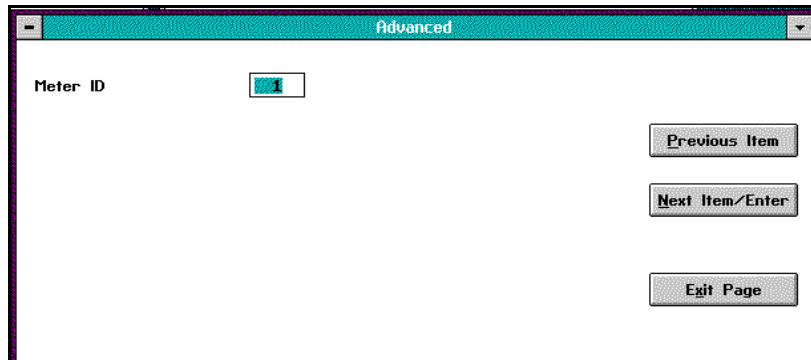 Advanced
Meter ID 1
Previous Item
Next Item/Enter
Exit Page